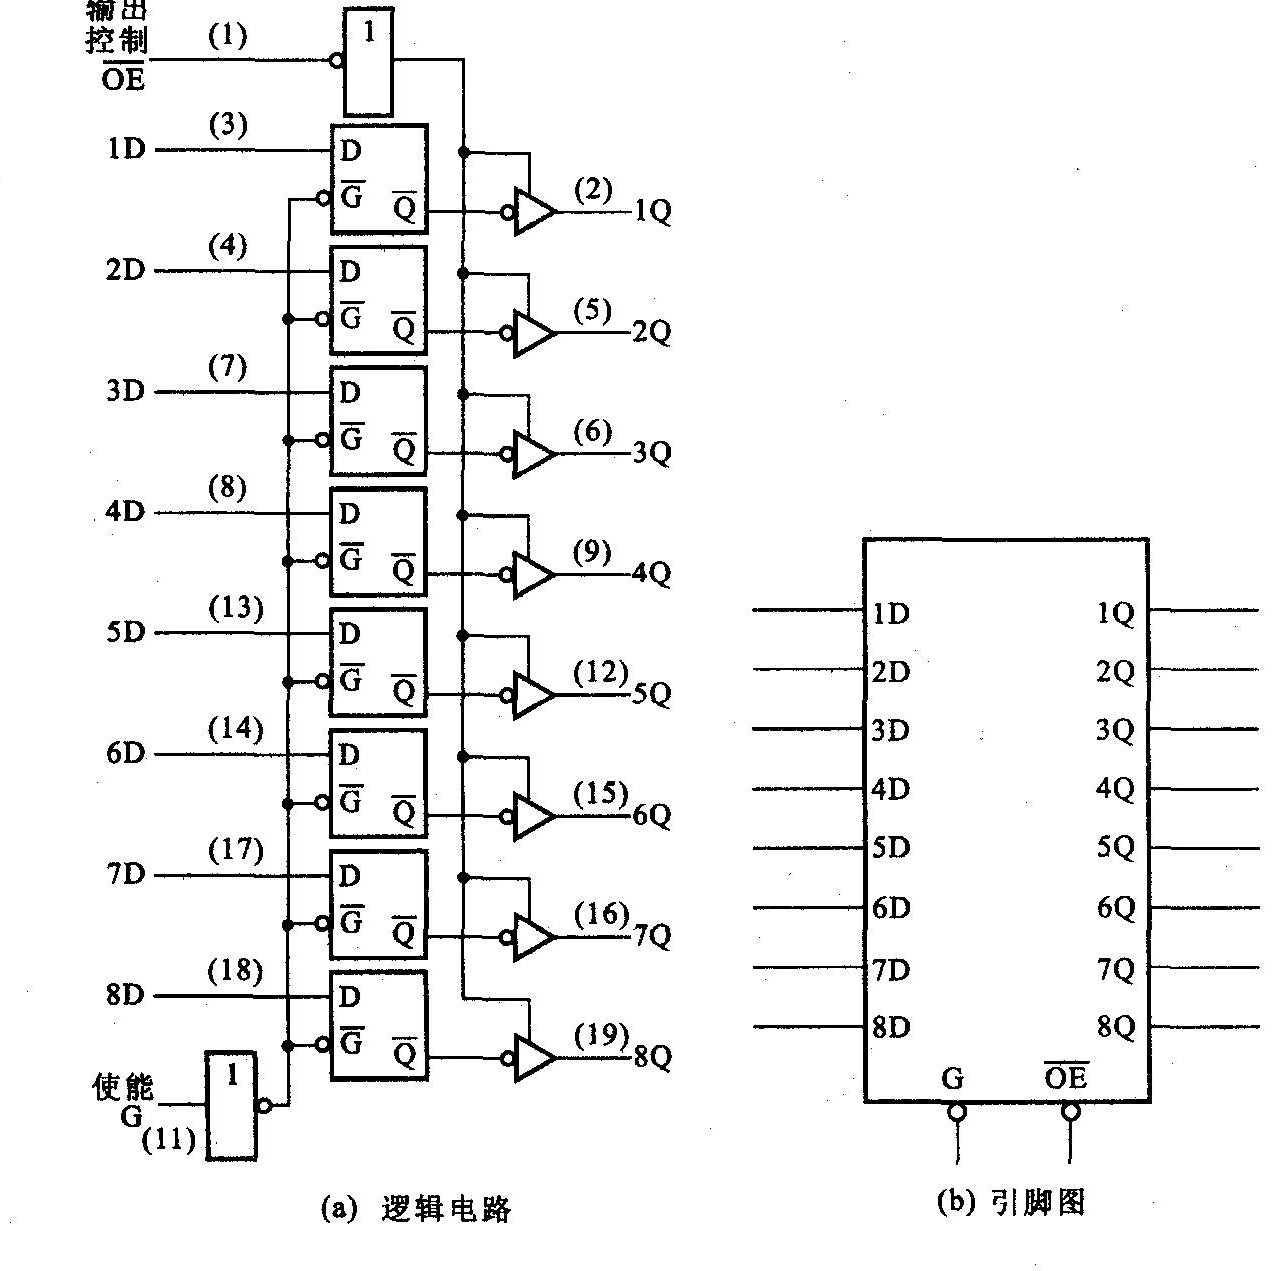 输出
控制
OE
(1)
1
1D
(3)
D
G
Q
(2)
1Q
2D
(4)
D
G
Q
(5)
2Q
3D
(7)
D
G
Q
(6)
3Q
4D
(8)
D
G
Q
(9)
4Q
5D
(13)
D
G
Q
(12)
5Q
6D
(14)
D
G
Q
(15)
6Q
7D
(17)
D
G
Q
(16)
7Q
8D
(18)
D
G
Q
(19)
8Q
使能
G
(11)
1
(a) 逻辑电路
1D 1Q
2D 2Q
3D 3Q
4D 4Q
5D 5Q
6D 6Q
7D 7Q
8D 8Q
G OE
(b) 引脚图